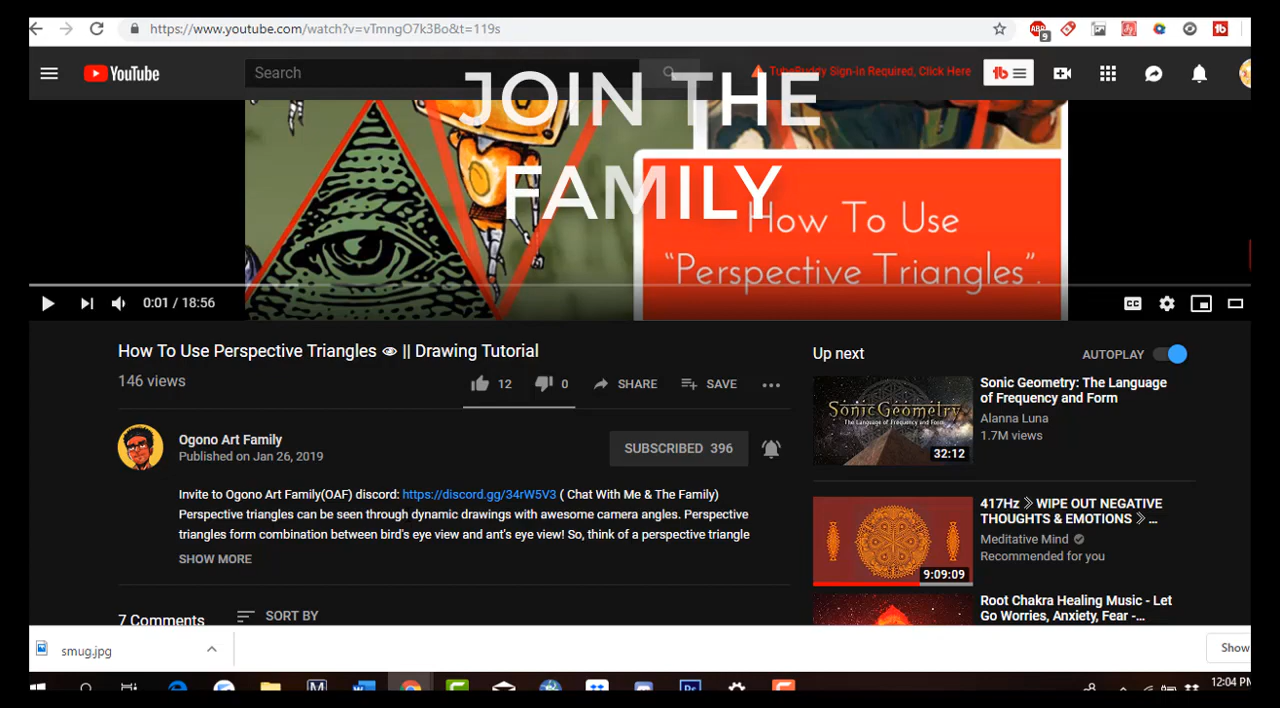 https://www.youtube.com/watch?v=vTmngO7k3Bo&t=119s
ABP
9
tb
YouTube
Search
TubeBuddy Sign-In Required, Click Here
tb
JOIN THE
FAMILY
How To Use
“Perspective Triangles”.
0:01 / 18:56
CC
How To Use Perspective Triangles 👁 || Drawing Tutorial
146 views
12
0
SHARE
SAVE
Ogono Art Family
Published on Jan 26, 2019
SUBSCRIBED 396
Invite to Ogono Art Family(OAF) discord: https://discord.gg/34rW5V3 ( Chat With Me & The Family)
Perspective triangles can be seen through dynamic drawings with awesome camera angles. Perspective
triangles form combination between bird's eye view and ant's eye view! So, think of a perspective triangle
SHOW MORE
7 Comments
SORT BY
Up next
AUTOPLAY
SONIC GEOMETRY
The Language of Frequency and Form
32:12
Sonic Geometry: The Language
of Frequency and Form
Alanna Luna
1.7M views
9:09:09
417Hz ⨠ WIPE OUT NEGATIVE
THOUGHTS & EMOTIONS ⨠ ...
Meditative Mind
Recommended for you
Root Chakra Healing Music - Let
Go Worries, Anxiety, Fear -...
smug.jpg
Show
M
W
Ps
12:04 PM